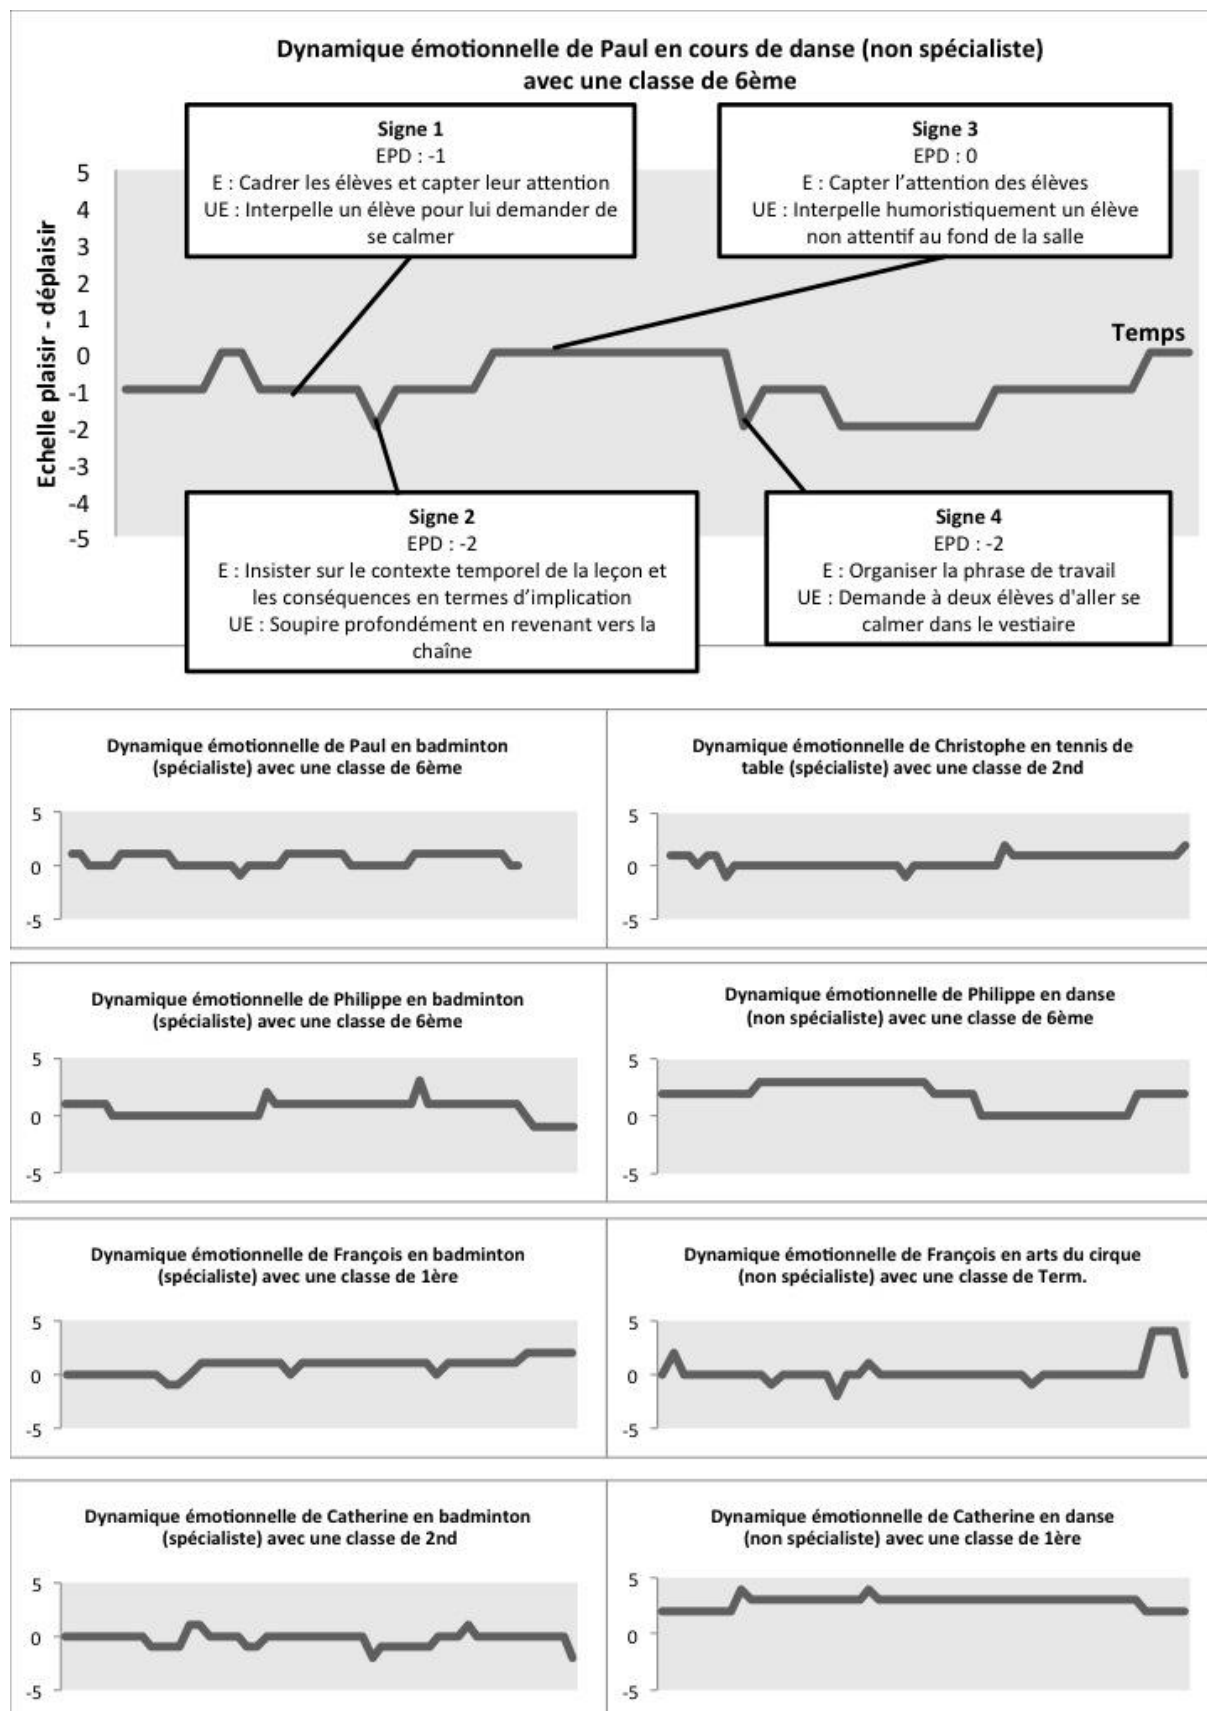 Dynamique émotionnelle de Paul en cours de danse (non spécialiste)
avec une classe de 6ème
Signe 1
EPD : -1
E : Cadrer les élèves et capter leur attention
UE : Interpelle un élève pour lui demander de
se calmer
Signe 3
EPD : 0
E : Capter l'attention des élèves
UE : Interpelle humoristiquement un élève
non attentif au fond de la salle
Echelle plaisir - déplaisir
5
4
3
2
1
0
-1
-2
-3
-4
-5
Temps
Signe 2
EPD : -2
E : Insister sur le contexte temporel de la leçon et
les conséquences en termes d'implication
UE : Soupire profondément en revenant vers la
chaîne
Signe 4
EPD : -2
E : Organiser la phrase de travail
UE : Demande à deux élèves d'aller se
calmer dans le vestiaire
Dynamique émotionnelle de Paul en badminton
(spécialiste) avec une classe de 6ème
5
0
-5
Dynamique émotionnelle de Christophe en tennis de
table (spécialiste) avec une classe de 2nd
5
0
-5
Dynamique émotionnelle de Philippe en badminton
(spécialiste) avec une classe de 6ème
5
0
-5
Dynamique émotionnelle de Philippe en danse
(non spécialiste) avec une classe de 6ème
5
0
-5
Dynamique émotionnelle de François en badminton
(spécialiste) avec une classe de 1ère
5
0
-5
Dynamique émotionnelle de François en arts du cirque
(non spécialiste) avec une classe de Term.
5
0
-5
Dynamique émotionnelle de Catherine en badminton
(spécialiste) avec une classe de 2nd
5
0
-5
Dynamique émotionnelle de Catherine en danse
(non spécialiste) avec une classe de 1ère
5
0
-5